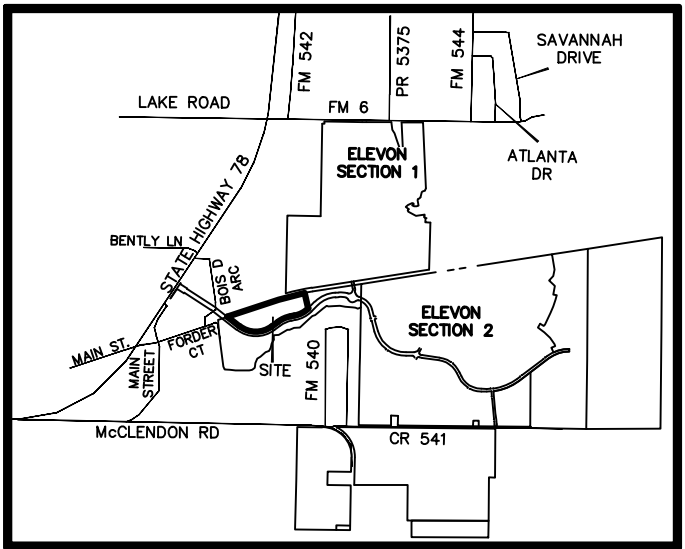 SAVANNAH
DRIVE
FM 542
PR 5375
FM 544
LAKE ROAD
FM 6
ELEVON
SECTION 1
ATLANTA
DR
STATE HIGHWAY 78
BENTLY LN
BOIS D
ARC
ELEVON
SECTION 2
MAIN ST.
FORDER
CT
MAIN
STREET
SITE
FM 540
McCLENDON RD
CR 541